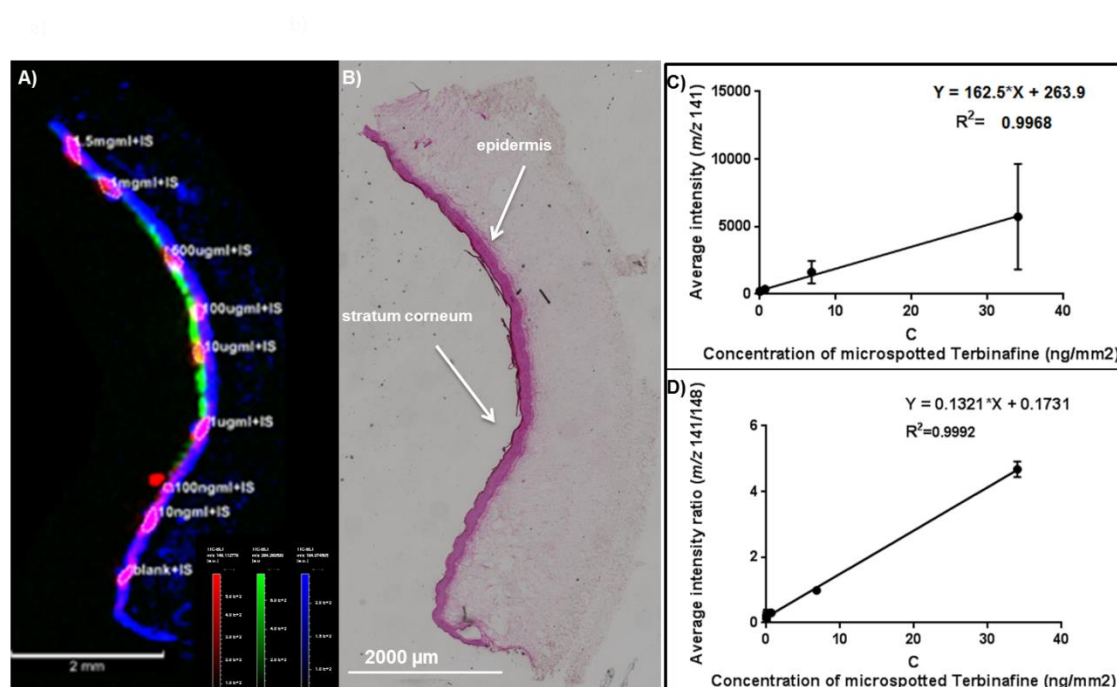 A)
1.5mgml+IS
1mgml+IS
500ugml+IS
100ugml+IS
10ugml+IS
1ugml+IS
100ngml+IS
10ngml+IS
blank+IS
2 mm
B)
epidermis
stratum corneum
2000 µm
C)
Y = 162.5*X + 263.9
R²= 0.9968
Average intensity (m/z 141)
15000
10000
5000
0
0 10 20 30 40
C
Concentration of microspotted Terbinafine (ng/mm2)
D)
Y = 0.1321*X + 0.1731
R²=0.9992
Average intensity ratio (m/z 141/148)
6
4
2
0
0 10 20 30 40
C
Concentration of microspotted Terbinafine (ng/mm2)